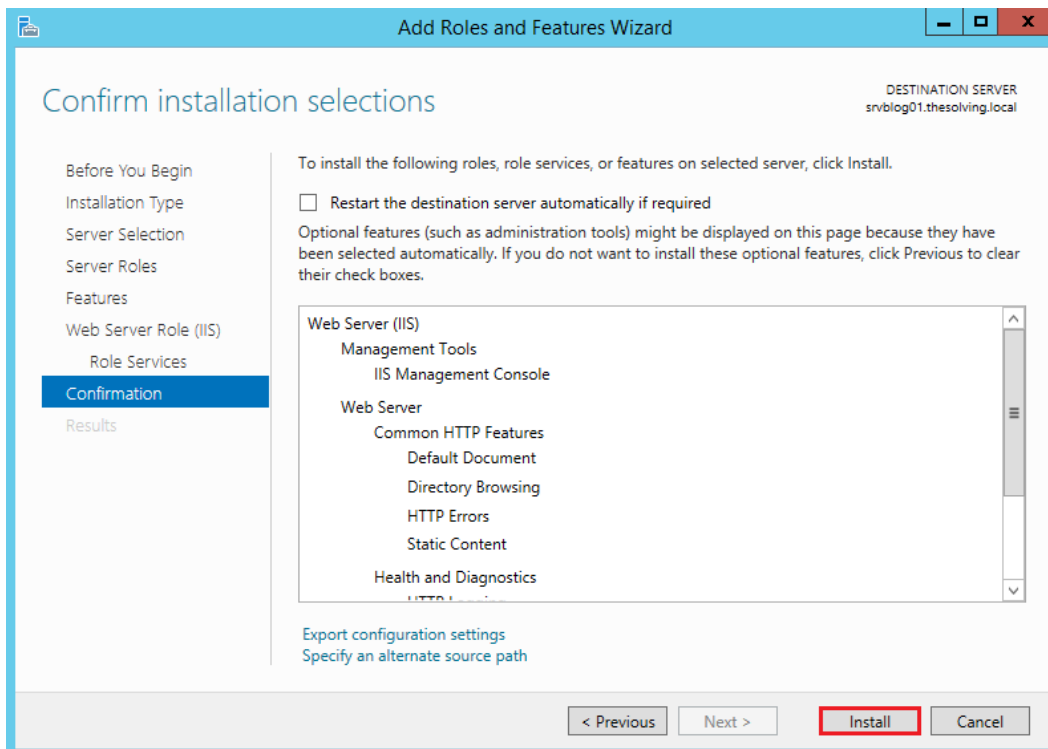 Add Roles and Features Wizard
Confirm installation selections
DESTINATION SERVER
srvblog01.thesolving.local
Before You Begin
Installation Type
Server Selection
Server Roles
Features
Web Server Role (IIS)
Role Services
Confirmation
Results
To install the following roles, role services, or features on selected server, click Install.
Restart the destination server automatically if required
Optional features (such as administration tools) might be displayed on this page because they have
been selected automatically. If you do not want to install these optional features, click Previous to clear
their check boxes.
Web Server (IIS)
Management Tools
IIS Management Console
Web Server
Common HTTP Features
Default Document
Directory Browsing
HTTP Errors
Static Content
Health and Diagnostics
Export configuration settings
Specify an alternate source path
< Previous
Next >
Install
Cancel